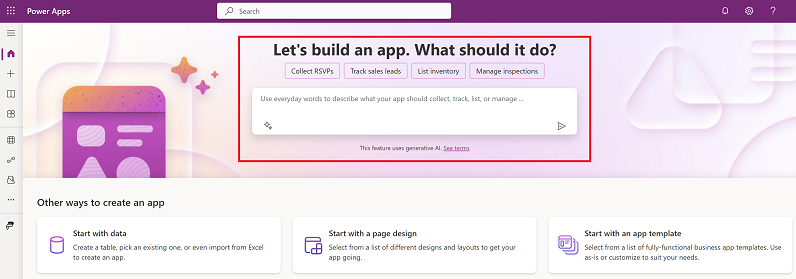 Power Apps
Search
Let's build an app. What should it do?
Collect RSVPs
Track sales leads
List inventory
Manage inspections
Use everyday words to describe what your app should collect, track, list, or manage ...
This feature uses generative AI. See terms
Other ways to create an app
Start with data
Create a table, pick an existing one, or even import from Excel
to create an app.
Start with a page design
Select from a list of different designs and layouts to get your
app going.
Start with an app template
Select from a list of fully-functional business app templates. Use
as-is or customize to suit your needs.